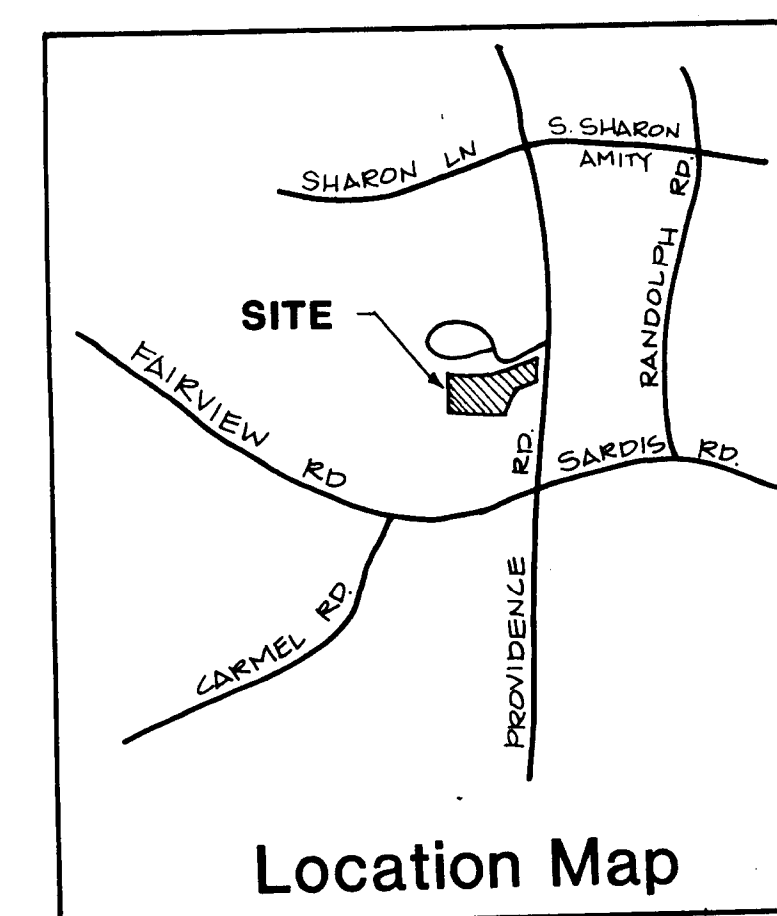 S. SHARON
AMITY
SHARON LN
RANDOLPH RD.
SITE
FAIRVIEW RD
SARDIS RD.
PROVIDENCE RD.
CARMEL RD.
Location Map